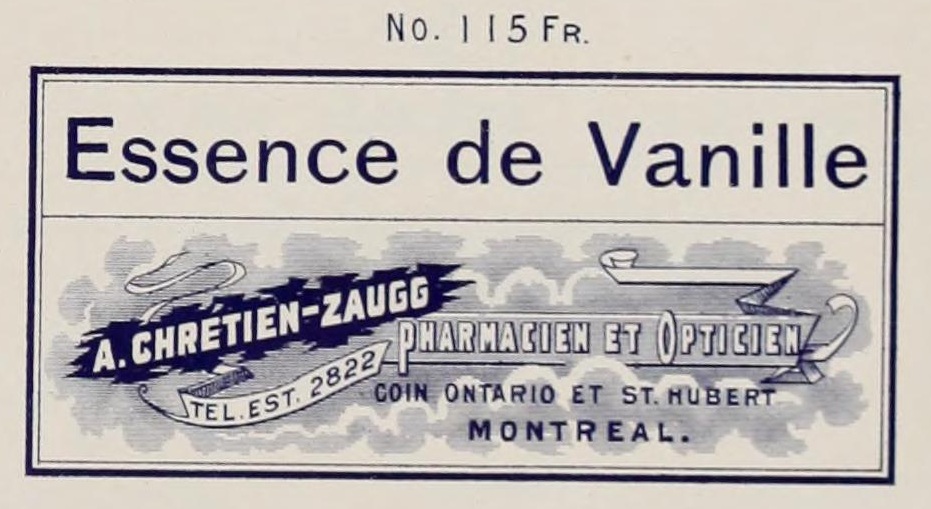 No. 115 Fr.
Essence de Vanille
A. CHRÉTIEN-ZAUGG
PHARMACIEN ET OPTICIEN
TEL. EST. 2822
COIN ONTARIO ET ST. HUBERT
MONTREAL.